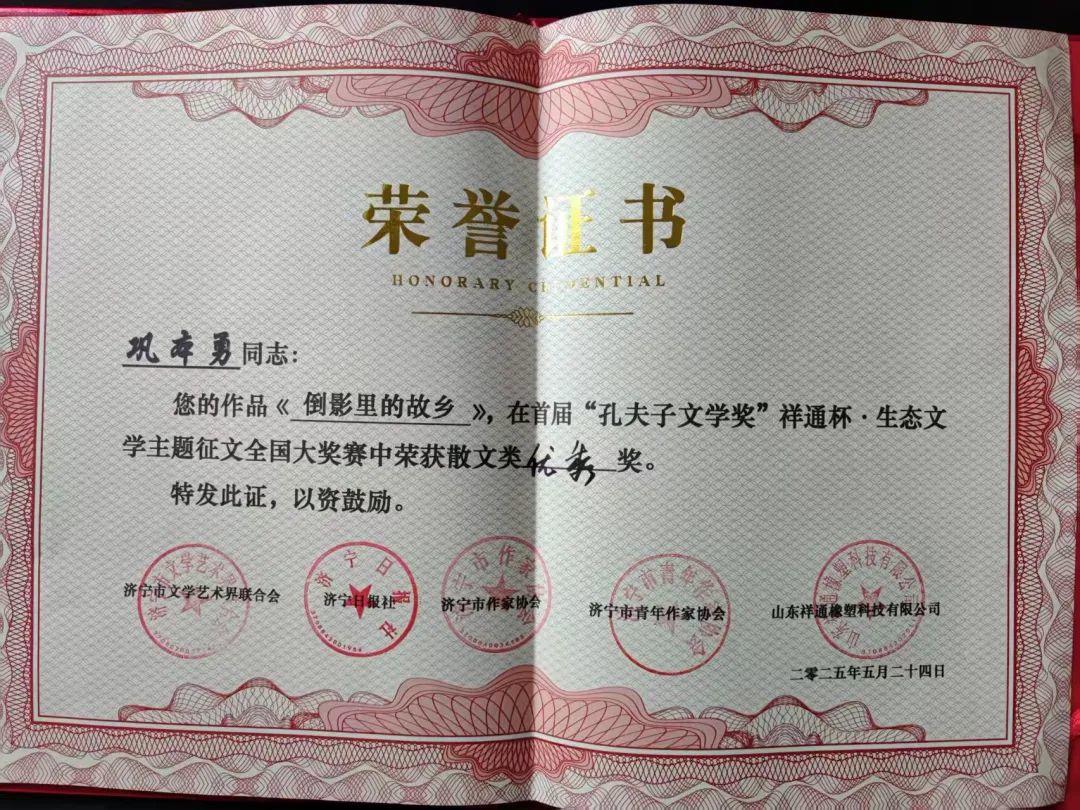 荣誉证书
HONORARY CREDENTIAL
巩本勇同志：
您的作品《倒影里的故乡》，在首届“孔夫子文学奖”祥通杯·生态文
学主题征文全国大奖赛中荣获散文类优秀奖。
特发此证，以资鼓励。
济宁市文学艺术界联合会
济宁日报社
济宁市作家协会
济宁市青年作家协会
山东祥通橡塑科技有限公司
二零二五年五月二十四日